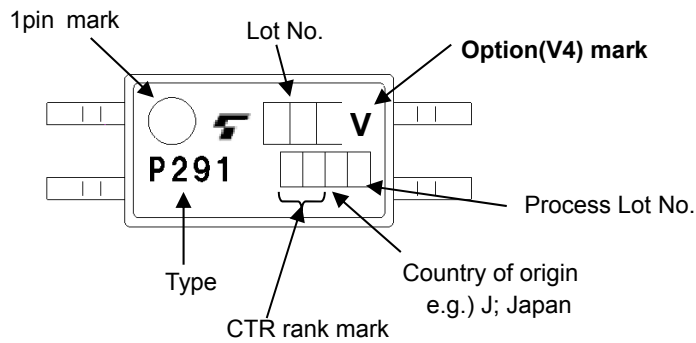 1pin mark
Lot No.
Option(V4) mark
V
P291
Process Lot No.
Type
Country of origin
e.g.) J; Japan
CTR rank mark